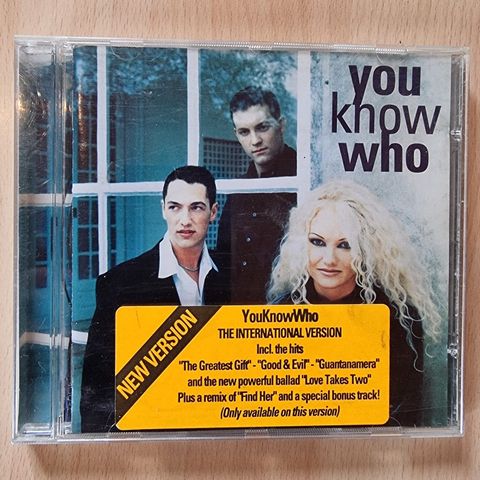 you
know
who
NEW VERSION
YouKnowWho
THE INTERNATIONAL VERSION
Incl. the hits
"The Greatest Gift" - "Good & Evil" - "Guantanamera"
and the new powerful ballad "Love Takes Two"
Plus a remix of "Find Her" and a special bonus track!
(Only available on this version)